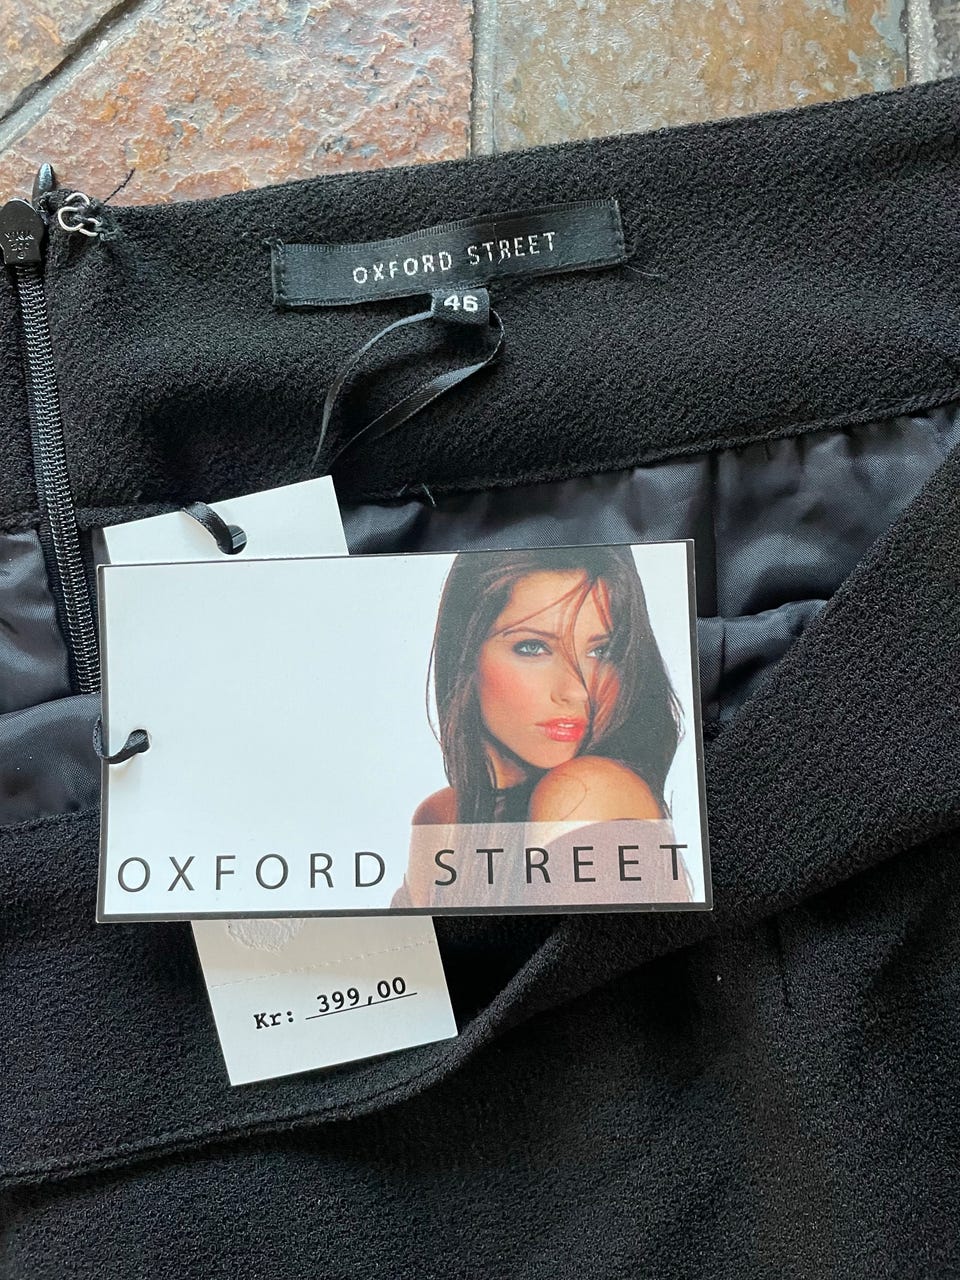 OXFORD STREET
46
OXFORD STREET
Kr: 399,00